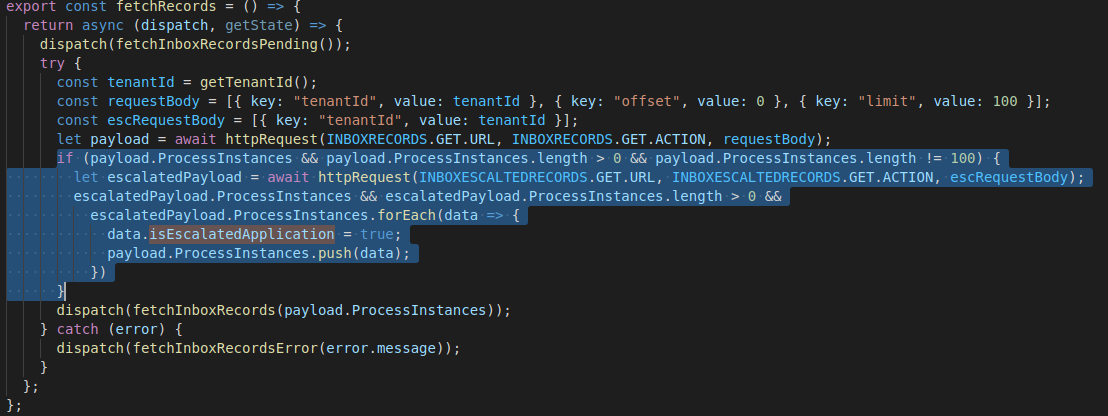 export const fetchRecords = () => {
return async (dispatch, getState) => {
dispatch(fetchInboxRecordsPending());
try {
const tenantId = getTenantId();
const requestBody = [{ key: "tenantId", value: tenantId }, { key: "offset", value: 0 }, { key: "limit", value: 100 }];
const escRequestBody = [{ key: "tenantId", value: tenantId }];
let payload = await httpRequest(INBOXRECORDS.GET.URL, INBOXRECORDS.GET.ACTION, requestBody);
if (payload.ProcessInstances && payload.ProcessInstances.length > 0 && payload.ProcessInstances.length != 100) {
let escalatedPayload = await httpRequest(INBOXESCALTEDRECORDS.GET.URL, INBOXESCALTEDRECORDS.GET.ACTION, escRequestBody);
escalatedPayload.ProcessInstances && escalatedPayload.ProcessInstances.length > 0 &&
escalatedPayload.ProcessInstances.forEach(data => {
data.isEscalatedApplication = true;
payload.ProcessInstances.push(data);
})
}
dispatch(fetchInboxRecords(payload.ProcessInstances));
} catch (error) {
dispatch(fetchInboxRecordsError(error.message));
}
};
};